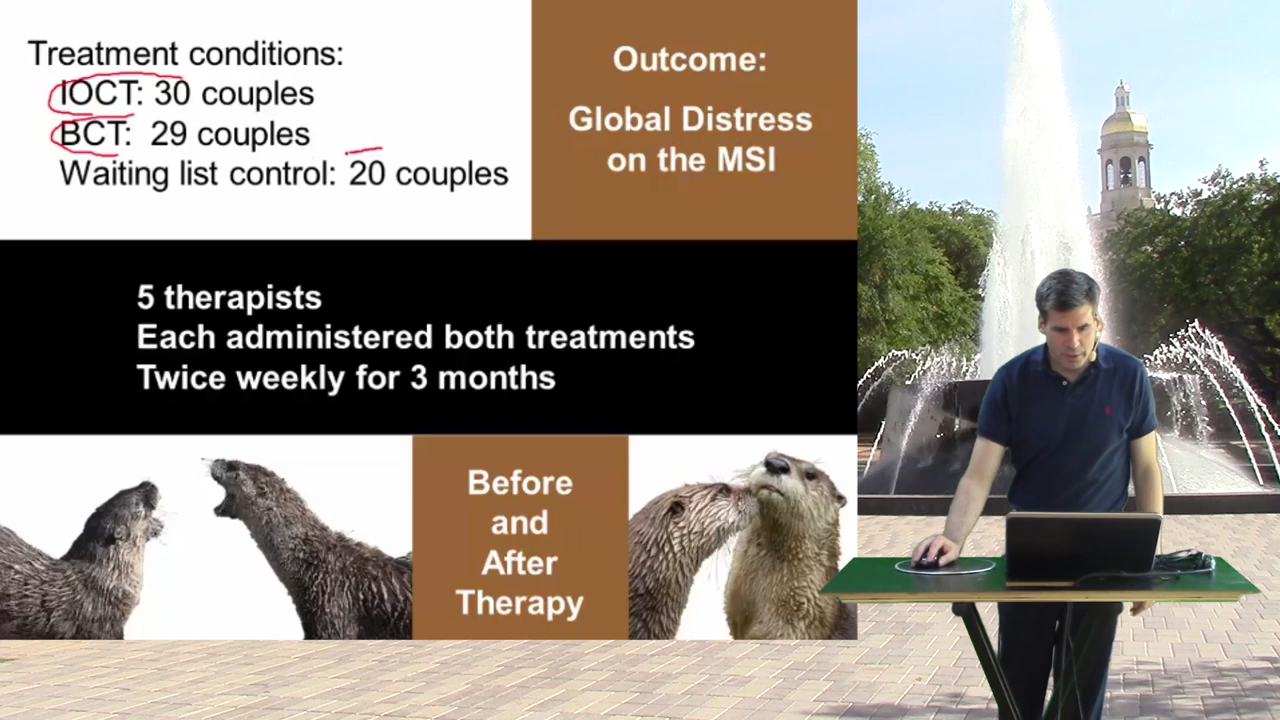 Treatment conditions:
IOCT: 30 couples
BCT: 29 couples
Waiting list control: 20 couples
Outcome:
Global Distress
on the MSI
5 therapists
Each administered both treatments
Twice weekly for 3 months
Before
and
After
Therapy